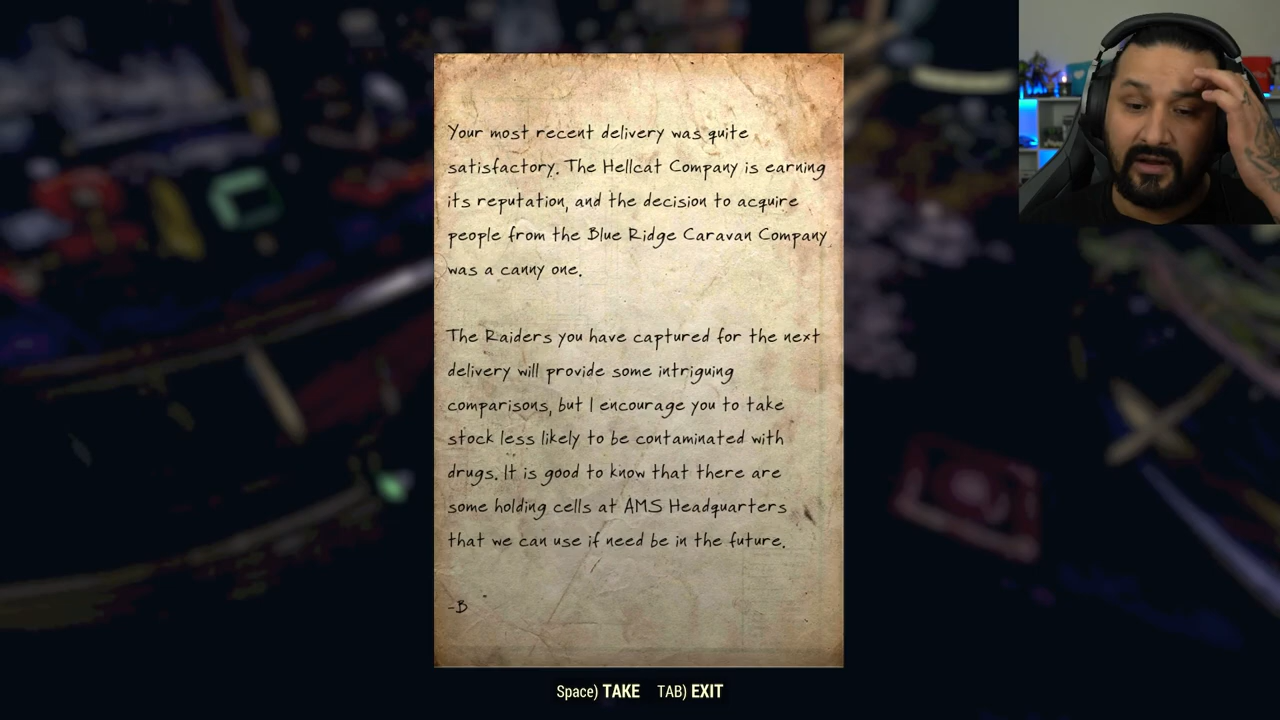 Your most recent delivery was quite
satisfactory. The Hellcat Company is earning
its reputation, and the decision to acquire
people from the Blue Ridge Caravan Company
was a canny one.
The Raiders you have captured for the next
delivery will provide some intriguing
comparisons, but I encourage you to take
stock less likely to be contaminated with
drugs. It is good to know that there are
some holding cells at AMS Headquarters
that we can use if need be in the future.
-B
Space) TAKE TAB) EXIT